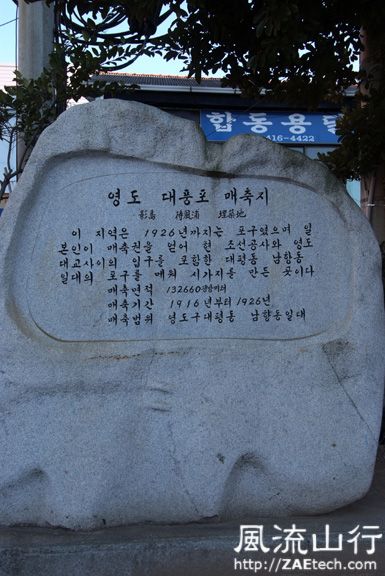 합동용달
416-4422
영도 대풍포 매축지
影島 待風浦 埋築地
이 지역은 1926년까지는 포구였으며 일
본인이 매축권을 얻어 현 조선공사와 영도
대교사이의 입구를 포함한 대평동 남항동
일대의 포구를 메워 시가지를 만든 곳이다
매축면적 132660평방미터
매축기간 1916년부터 1926년
매축범위 영도구대평동 남항동일대
風流山行
http://ZAEtech.com/